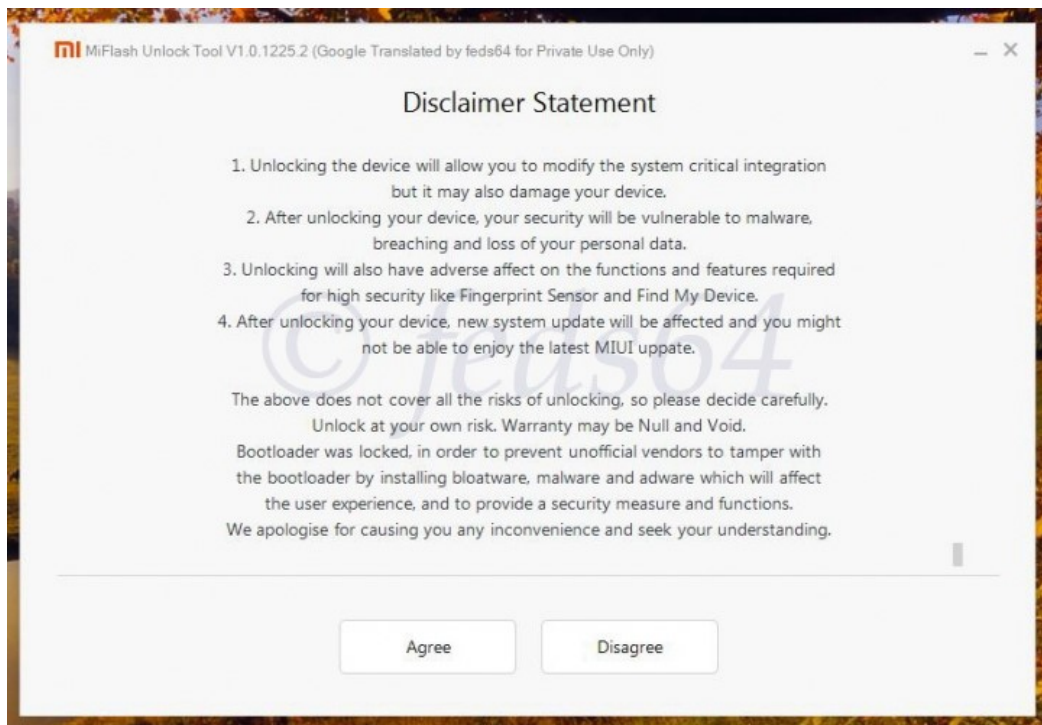 MI MiFlash Unlock Tool V1.0.1225.2 (Google Translated by feds64 for Private Use Only)
Disclaimer Statement
1. Unlocking the device will allow you to modify the system critical integration
but it may also damage your device.
2. After unlocking your device, your security will be vulnerable to malware,
breaching and loss of your personal data.
3. Unlocking will also have adverse affect on the functions and features required
for high security like Fingerprint Sensor and Find My Device.
4. After unlocking your device, new system update will be affected and you might
not be able to enjoy the latest MIUI uppate.
© feds64
The above does not cover all the risks of unlocking, so please decide carefully.
Unlock at your own risk. Warranty may be Null and Void.
Bootloader was locked, in order to prevent unofficial vendors to tamper with
the bootloader by installing bloatware, malware and adware which will affect
the user experience, and to provide a security measure and functions.
We apologise for causing you any inconvenience and seek your understanding.
Agree
Disagree